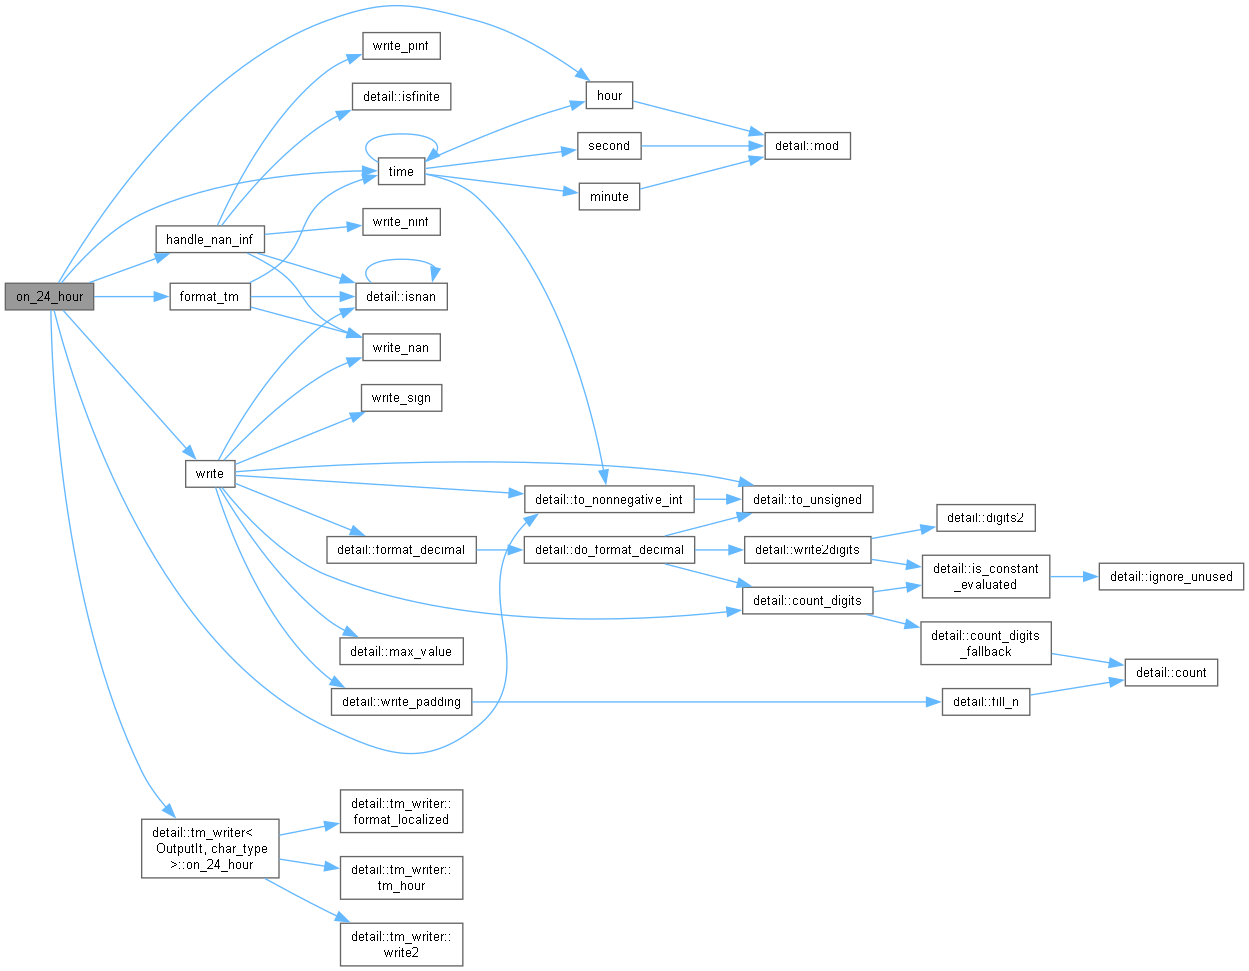 write_pinf
detail::isfinite
hour
second
detail::mod
time
minute
write_ninf
handle_nan_inf
on_24_hour
format_tm
detail::isnan
write_nan
write_sign
write
detail::to_nonnegative_int
detail::to_unsigned
detail::digits2
detail::format_decimal
detail::do_format_decimal
detail::write2digits
detail::is_constant
_evaluated
detail::ignore_unused
detail::count_digits
detail::count_digits
_fallback
detail::max_value
detail::count
detail::write_padding
detail::fill_n
detail::tm_writer::
format_localized
detail::tm_writer<
OutputIt, char_type
>::on_24_hour
detail::tm_writer::
tm_hour
detail::tm_writer::
write2